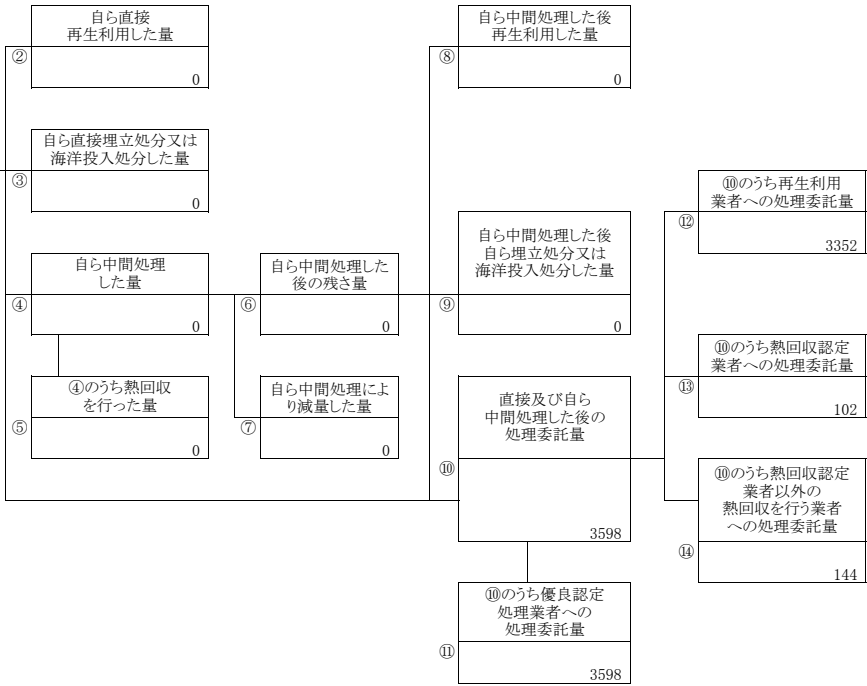 自ら直接
再生利用した量
②
0
自ら直接埋立処分又は
海洋投入処分した量
③
0
自ら中間処理
した量
④
0
④のうち熱回収
を行った量
⑤
0
自ら中間処理した
後の残さ量
⑥
0
自ら中間処理によ
り減量した量
⑦
0
自ら中間処理した後
再生利用した量
⑧
0
自ら中間処理した後
自ら埋立処分又は
海洋投入処分した量
⑨
0
直接及び自ら
中間処理した後の
処理委託量
⑩
3598
⑩のうち優良認定
処理業者への
処理委託量
⑪
3598
⑩のうち再生利用
業者への処理委託量
⑫
3352
⑩のうち熱回収認定
業者への処理委託量
⑬
102
⑩のうち熱回収認定
業者以外の
熱回収を行う業者
への処理委託量
⑭
144